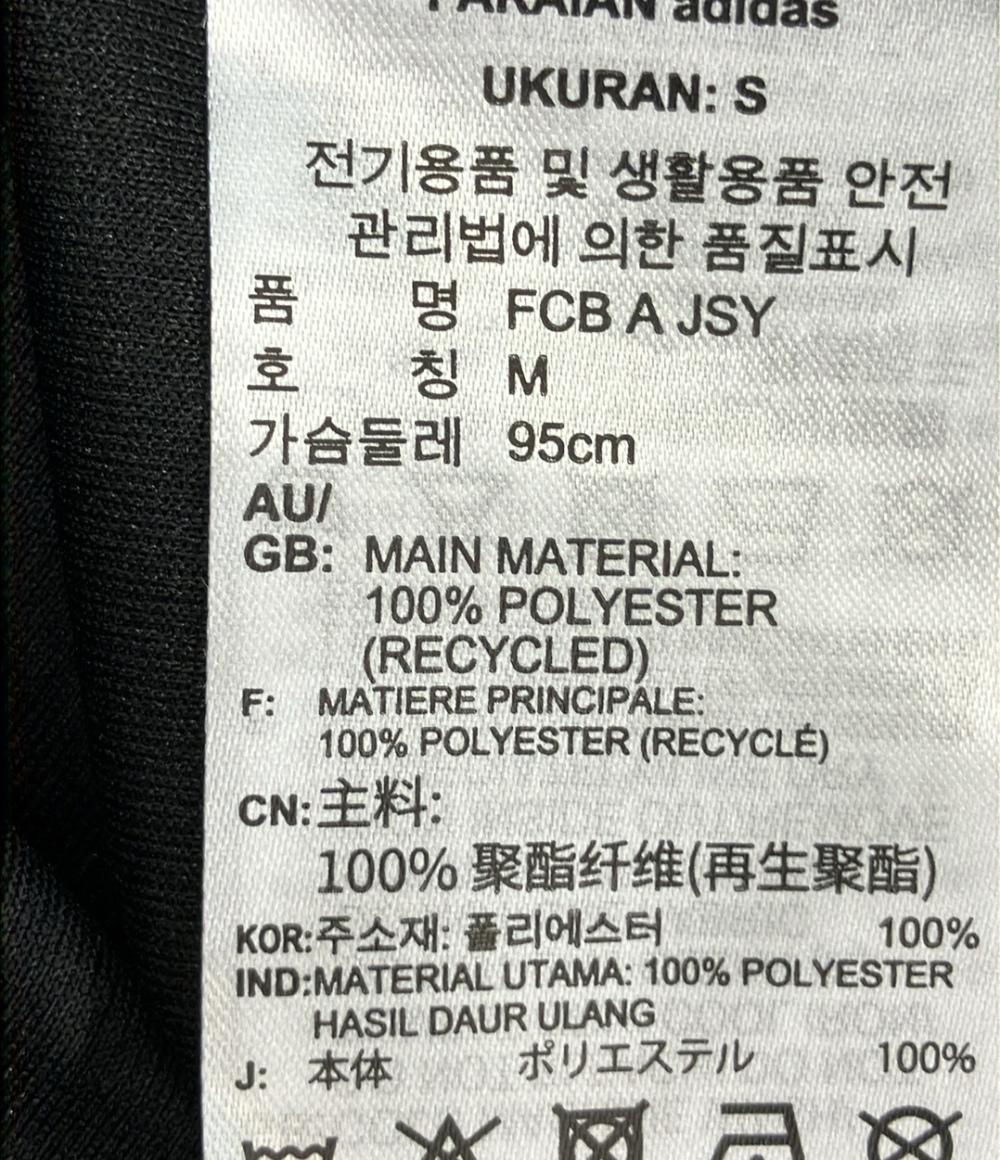 PAKAIAN adidas
UKURAN: S
전기용품 및 생활용품 안전
관리법에 의한 품질표시
품 명 FCB A JSY
호 칭 M
가슴둘레 95cm
AU/
GB: MAIN MATERIAL:
100% POLYESTER
(RECYCLED)
F: MATIERE PRINCIPALE:
100% POLYESTER (RECYCLÉ)
CN: 主料:
100% 聚酯纤维(再生聚酯)
KOR: 주소재: 폴리에스터 100%
IND: MATERIAL UTAMA: 100% POLYESTER
HASIL DAUR ULANG
J: 本体 ポリエステル 100%